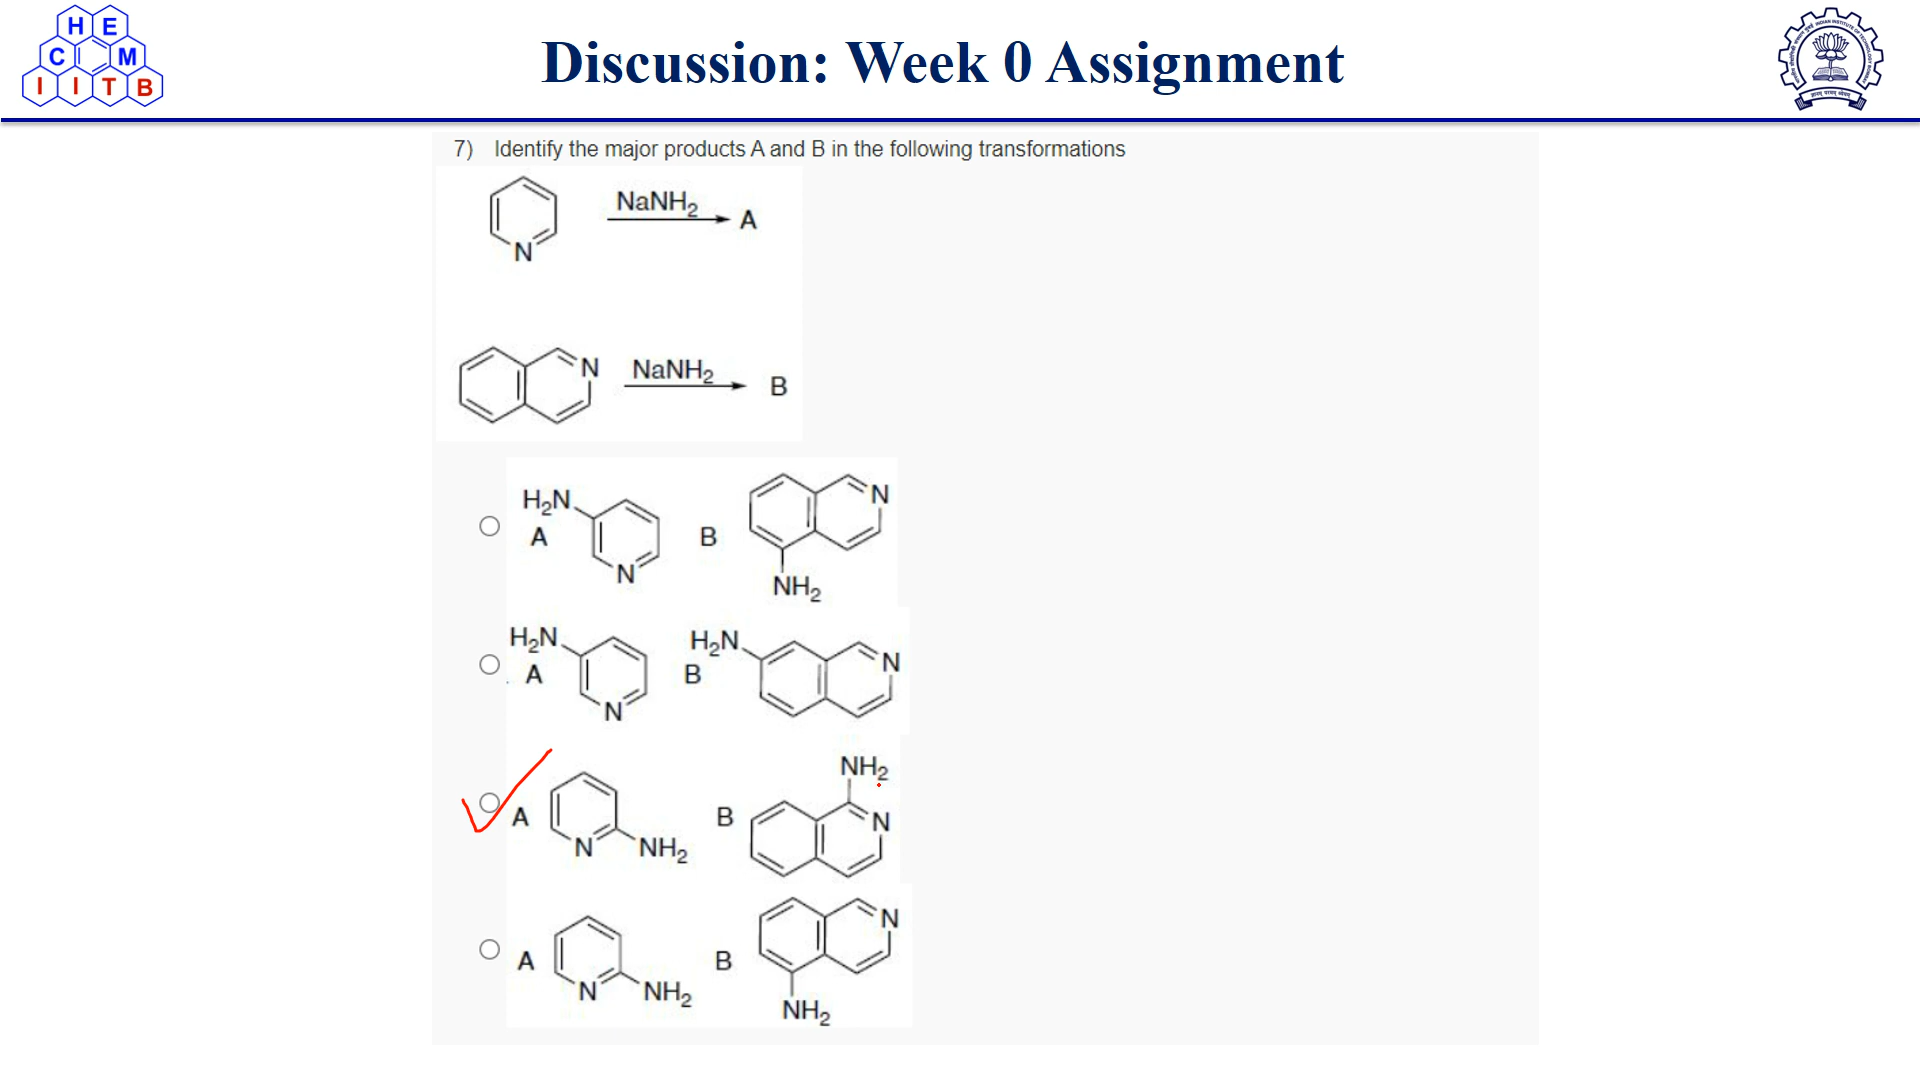 H E
C M
I I T B
Discussion: Week 0 Assignment
7) Identify the major products A and B in the following transformations
NaNH2
A
N
N
NaNH2
B
H2N
A
N
B
N
NH2
H2N
A
N
H2N
B
N
A
N
NH2
B
NH2
N
A
N
NH2
B
N
NH2